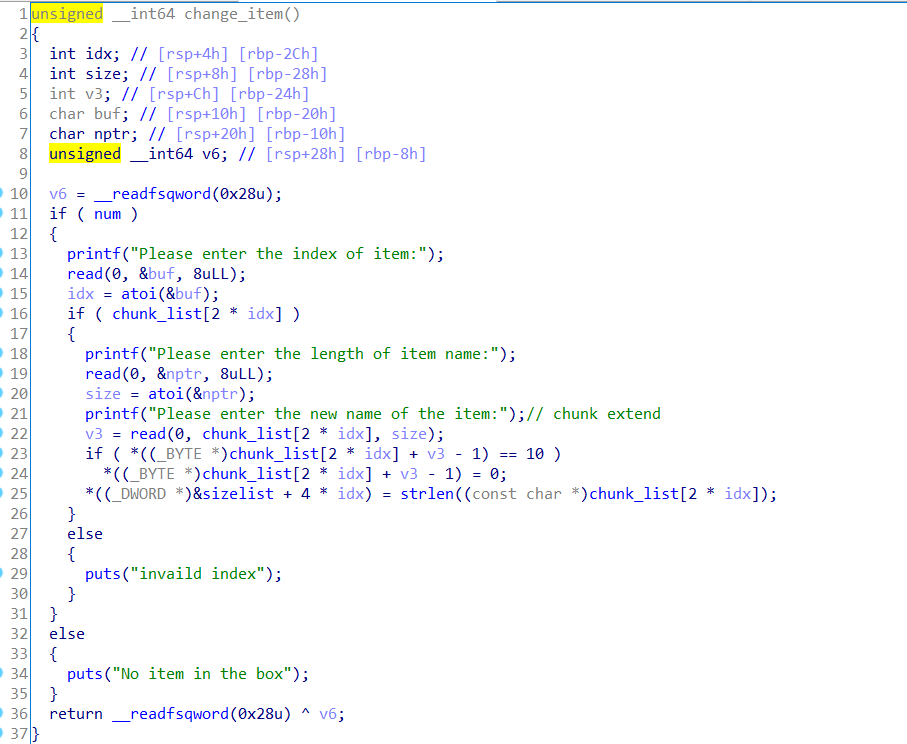 1 unsigned __int64 change_item()
2 {
3 int idx; // [rsp+4h] [rbp-2Ch]
4 int size; // [rsp+8h] [rbp-28h]
5 int v3; // [rsp+Ch] [rbp-24h]
6 char buf; // [rsp+10h] [rbp-20h]
7 char nptr; // [rsp+20h] [rbp-10h]
8 unsigned __int64 v6; // [rsp+28h] [rbp-8h]
9
10 v6 = __readfsqword(0x28u);
11 if ( num )
12 {
13 printf("Please enter the index of item:");
14 read(0, &buf, 8uLL);
15 idx = atoi(&buf);
16 if ( chunk_list[2 * idx] )
17 {
18 printf("Please enter the length of item name:");
19 read(0, &nptr, 8uLL);
20 size = atoi(&nptr);
21 printf("Please enter the new name of the item:");// chunk extend
22 v3 = read(0, chunk_list[2 * idx], size);
23 if ( *((_BYTE *)chunk_list[2 * idx] + v3 - 1) == 10 )
24 *((_BYTE *)chunk_list[2 * idx] + v3 - 1) = 0;
25 *((_DWORD *)&sizelist + 4 * idx) = strlen((const char *)chunk_list[2 * idx]);
26 }
27 else
28 {
29 puts("invaild index");
30 }
31 }
32 else
33 {
34 puts("No item in the box");
35 }
36 return __readfsqword(0x28u) ^ v6;
37 }